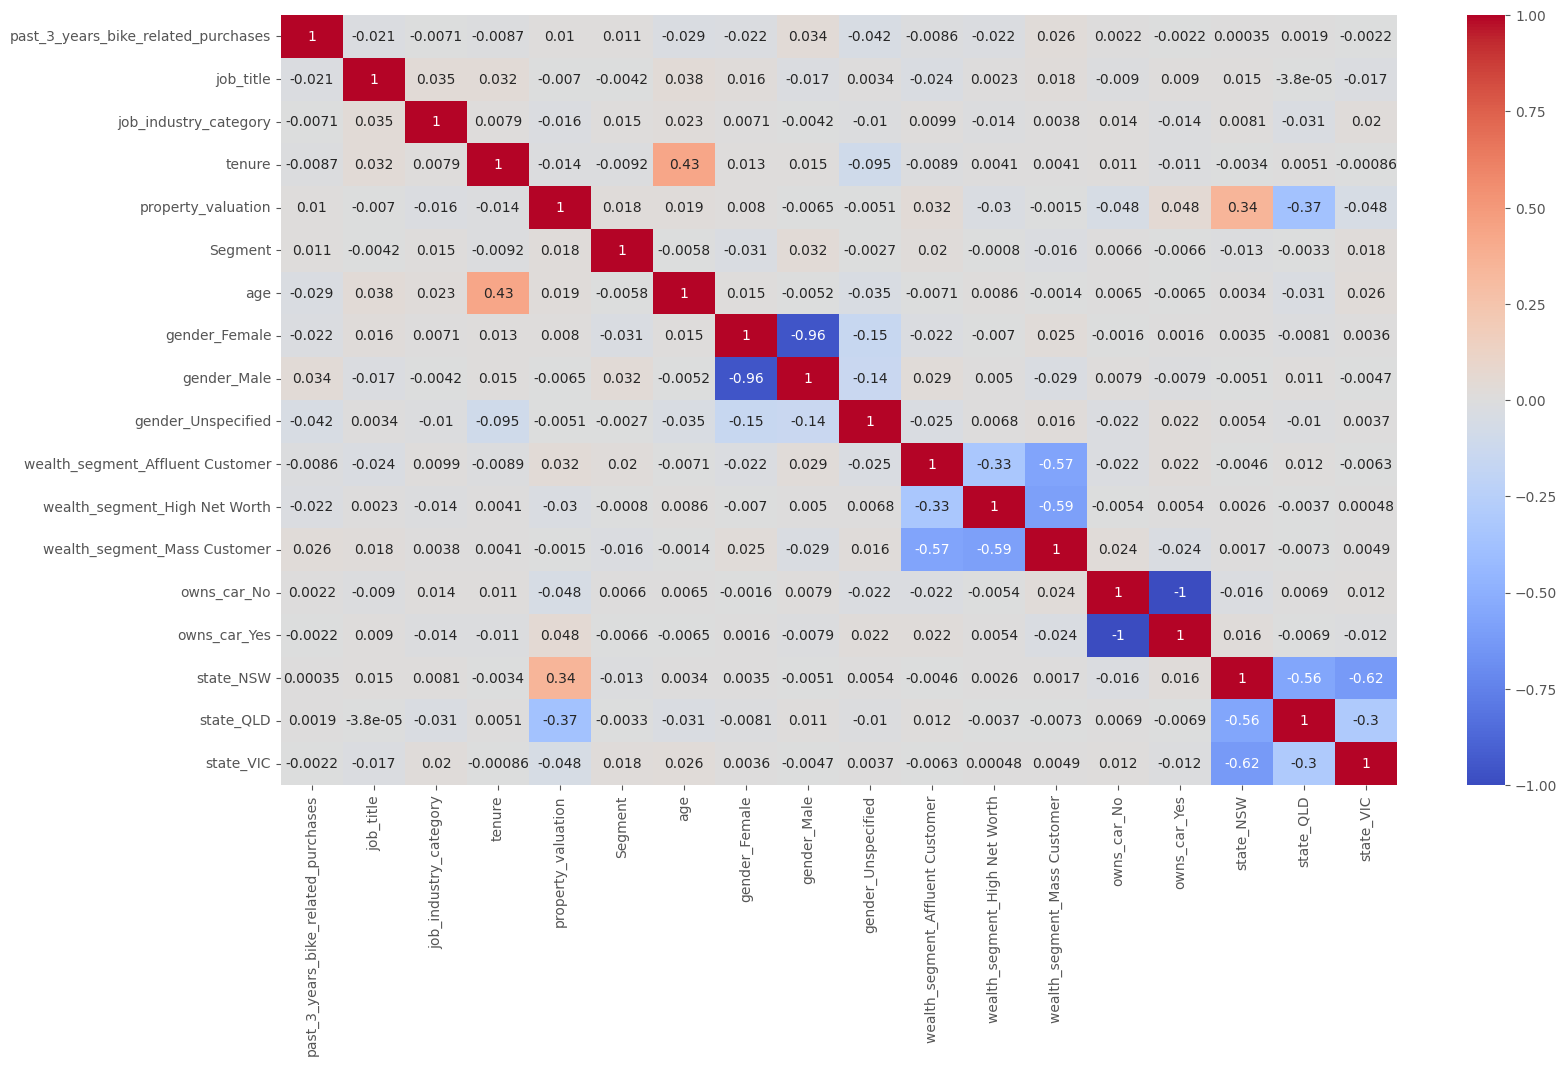 past_3_years_bike_related_purchases 1 -0.021 -0.0071 -0.0087 0.01 0.011 -0.029 -0.022 0.034 -0.042 -0.0086 -0.022 0.026 0.0022 -0.0022 0.00035 0.0019 -0.0022
job_title -0.021 1 0.035 0.032 -0.007 -0.0042 0.038 0.016 -0.017 0.0034 -0.024 0.0023 0.018 -0.009 0.009 0.015 -3.8e-05 -0.017
job_industry_category -0.0071 0.035 1 0.0079 -0.016 0.015 0.023 0.0071 -0.0042 -0.01 0.0099 -0.014 0.0038 0.014 -0.014 0.0081 -0.031 0.02
tenure -0.0087 0.032 0.0079 1 -0.014 -0.0092 0.43 0.013 0.015 -0.095 -0.0089 0.0041 0.0041 0.011 -0.011 -0.0034 0.0051 -0.00086
property_valuation 0.01 -0.007 -0.016 -0.014 1 0.018 0.019 0.008 -0.0065 -0.0051 0.032 -0.03 -0.0015 -0.048 0.048 0.34 -0.37 -0.048
Segment 0.011 -0.0042 0.015 -0.0092 0.018 1 -0.0058 -0.031 0.032 -0.0027 0.02 -0.0008 -0.016 0.0066 -0.0066 -0.013 -0.0033 0.018
age -0.029 0.038 0.023 0.43 0.019 -0.0058 1 0.015 -0.0052 -0.035 -0.0071 0.0086 -0.0014 0.0065 -0.0065 0.0034 -0.031 0.026
gender_Female -0.022 0.016 0.0071 0.013 0.008 -0.031 0.015 1 -0.96 -0.15 -0.022 -0.007 0.025 -0.0016 0.0016 0.0035 -0.0081 0.0036
gender_Male 0.034 -0.017 -0.0042 0.015 -0.0065 0.032 -0.0052 -0.96 1 -0.14 0.029 0.005 -0.029 0.0079 -0.0079 -0.0051 0.011 -0.0047
gender_Unspecified -0.042 0.0034 -0.01 -0.095 -0.0051 -0.0027 -0.035 -0.15 -0.14 1 -0.025 0.0068 0.016 -0.022 0.022 0.0054 -0.01 0.0037
wealth_segment_Affluent Customer -0.0086 -0.024 0.0099 -0.0089 0.032 0.02 -0.0071 -0.022 0.029 -0.025 1 -0.33 -0.57 -0.022 0.022 -0.0046 0.012 -0.0063
wealth_segment_High Net Worth -0.022 0.0023 -0.014 0.0041 -0.03 -0.0008 0.0086 -0.007 0.005 0.0068 -0.33 1 -0.59 -0.0054 0.0054 0.0026 -0.0037 0.00048
wealth_segment_Mass Customer 0.026 0.018 0.0038 0.0041 -0.0015 -0.016 -0.0014 0.025 -0.029 0.016 -0.57 -0.59 1 0.024 -0.024 0.0017 -0.0073 0.0049
owns_car_No 0.0022 -0.009 0.014 0.011 -0.048 0.0066 0.0065 -0.0016 0.0079 -0.022 -0.022 -0.0054 0.024 1 -1 -0.016 0.0069 0.012
owns_car_Yes -0.0022 0.009 -0.014 -0.011 0.048 -0.0066 -0.0065 0.0016 -0.0079 0.022 0.022 0.0054 -0.024 -1 1 0.016 -0.0069 -0.012
state_NSW 0.00035 0.015 0.0081 -0.0034 0.34 -0.013 0.0034 0.0035 -0.0051 0.0054 -0.0046 0.0026 0.0017 -0.016 0.016 1 -0.56 -0.62
state_QLD 0.0019 -3.8e-05 -0.031 0.0051 -0.37 -0.0033 -0.031 -0.0081 0.011 -0.01 0.012 -0.0037 -0.0073 0.0069 -0.0069 -0.56 1 -0.3
state_VIC -0.0022 -0.017 0.02 -0.00086 -0.048 0.018 0.026 0.0036 -0.0047 0.0037 -0.0063 0.00048 0.0049 0.012 -0.012 -0.62 -0.3 1
past_3_years_bike_related_purchases
job_title
job_industry_category
tenure
property_valuation
Segment
age
gender_Female
gender_Male
gender_Unspecified
wealth_segment_Affluent Customer
wealth_segment_High Net Worth
wealth_segment_Mass Customer
owns_car_No
owns_car_Yes
state_NSW
state_QLD
state_VIC
1.00
0.75
0.50
0.25
0.00
−0.25
−0.50
−0.75
−1.00